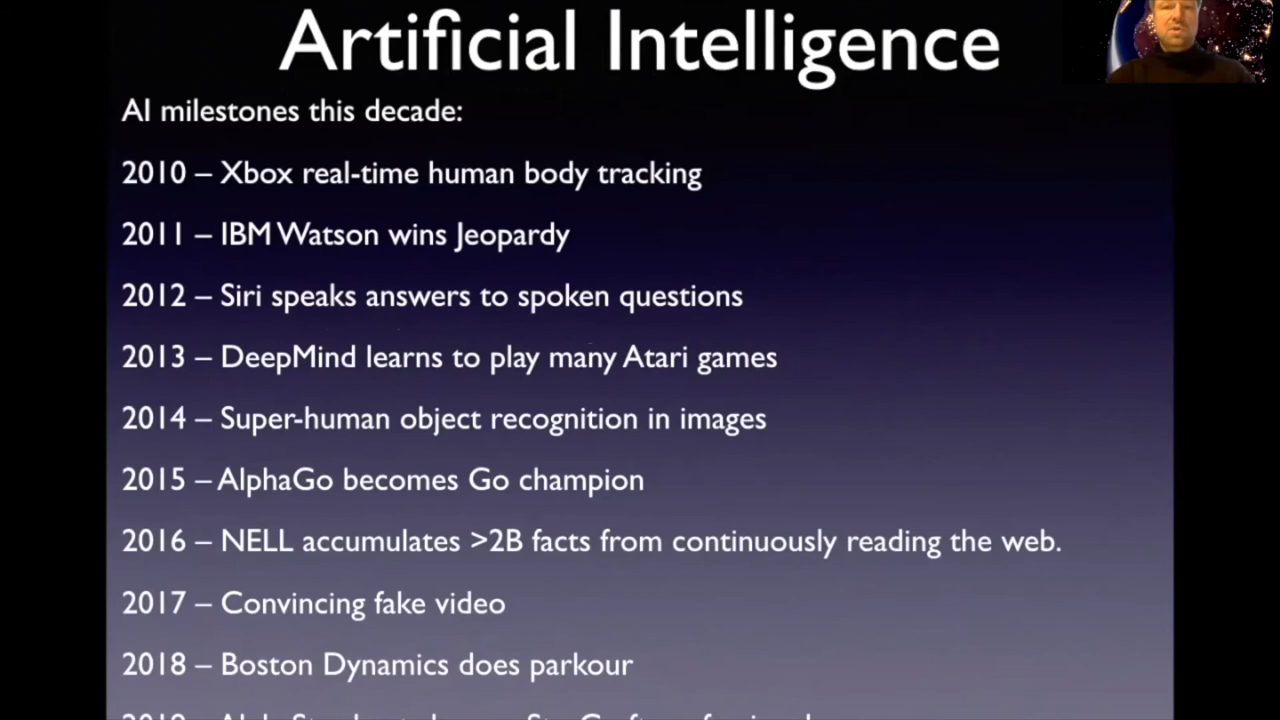 Artificial Intelligence
AI milestones this decade:
2010 – Xbox real-time human body tracking
2011 – IBM Watson wins Jeopardy
2012 – Siri speaks answers to spoken questions
2013 – DeepMind learns to play many Atari games
2014 – Super-human object recognition in images
2015 – AlphaGo becomes Go champion
2016 – NELL accumulates >2B facts from continuously reading the web.
2017 – Convincing fake video
2018 – Boston Dynamics does parkour